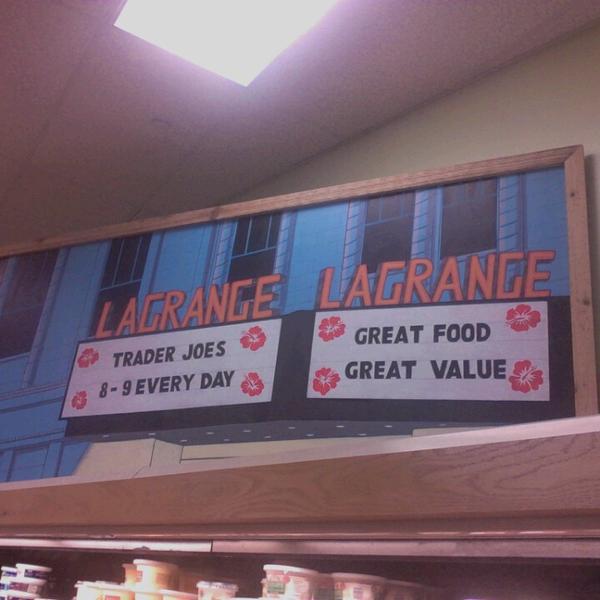 LAGRANGE
TRADER JOES
8-9 EVERY DAY
LAGRANGE
GREAT FOOD
GREAT VALUE